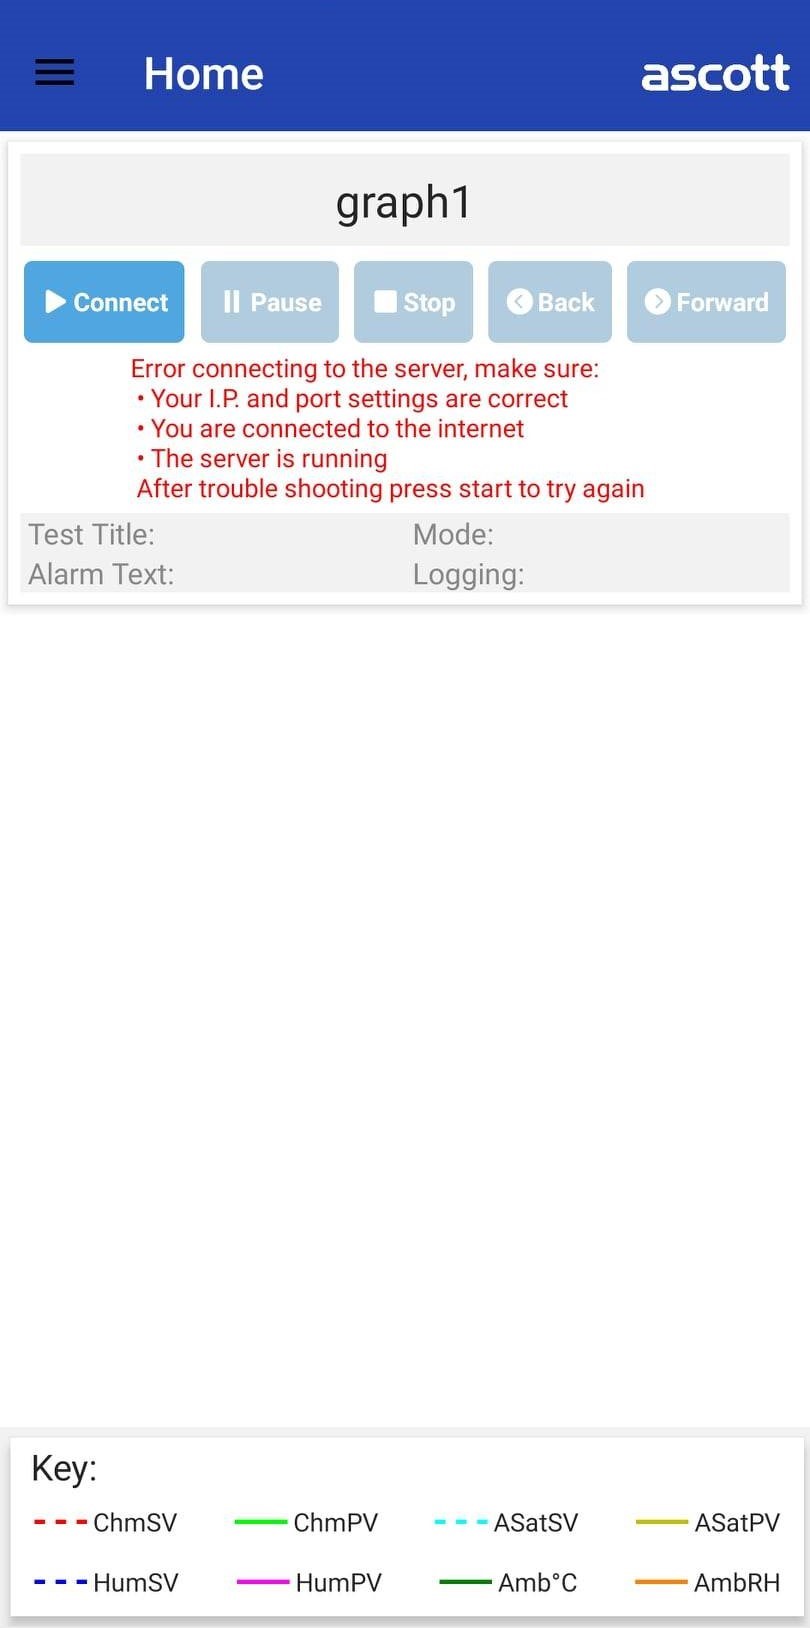 Home
ascott
graph1
Connect Pause Stop Back Forward
Error connecting to the server, make sure:
• Your I.P. and port settings are correct
• You are connected to the internet
• The server is running
After trouble shooting press start to try again
Test Title: Mode:
Alarm Text: Logging:
Key:
ChmSV ChmPV ASatSV ASatPV
HumSV HumPV Amb°C AmbRH